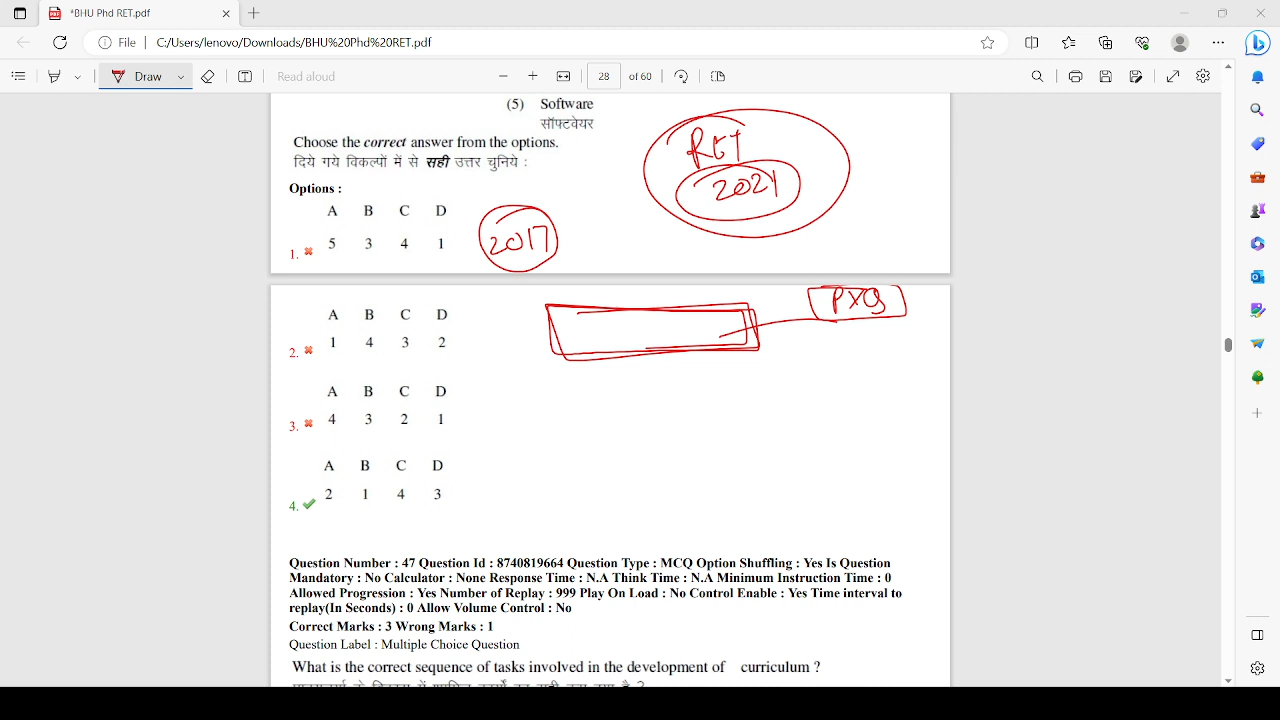 *BHU Phd RET.pdf
File | C:/Users/lenovo/Downloads/BHU%20Phd%20RET.pdf
Draw Read aloud 28 of 60
(5) Software
सॉफ्टवेयर
Choose the correct answer from the options.
दिये गये विकल्पों में से सही उत्तर चुनिये :
RET
2021
Options :
A B C D
1. 5 3 4 1
2017
PXQ
A B C D
2. 1 4 3 2
A B C D
3. 4 3 2 1
A B C D
4. 2 1 4 3
Question Number : 47 Question Id : 8740819664 Question Type : MCQ Option Shuffling : Yes Is Question
Mandatory : No Calculator : None Response Time : N.A Think Time : N.A Minimum Instruction Time : 0
Allowed Progression : Yes Number of Replay : 999 Play On Load : No Control Enable : Yes Time interval to
replay(In Seconds) : 0 Allow Volume Control : No
Correct Marks : 3 Wrong Marks : 1
Question Label : Multiple Choice Question
What is the correct sequence of tasks involved in the development of curriculum ?